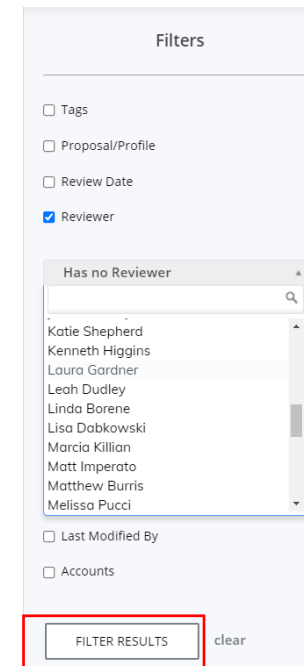 Filters
Tags
Proposal/Profile
Review Date
Reviewer
Has no Reviewer
Katie Shepherd
Kenneth Higgins
Laura Gardner
Leah Dudley
Linda Borene
Lisa Dabkowski
Marcia Killian
Matt Imperato
Matthew Burris
Melissa Pucci
Last Modified By
Accounts
FILTER RESULTS clear